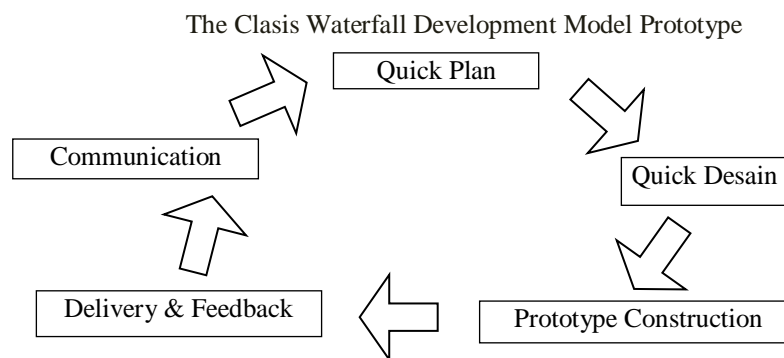 The Clasis Waterfall Development Model Prototype
Quick Plan
Communication
Quick Desain
Delivery & Feedback
Prototype Construction